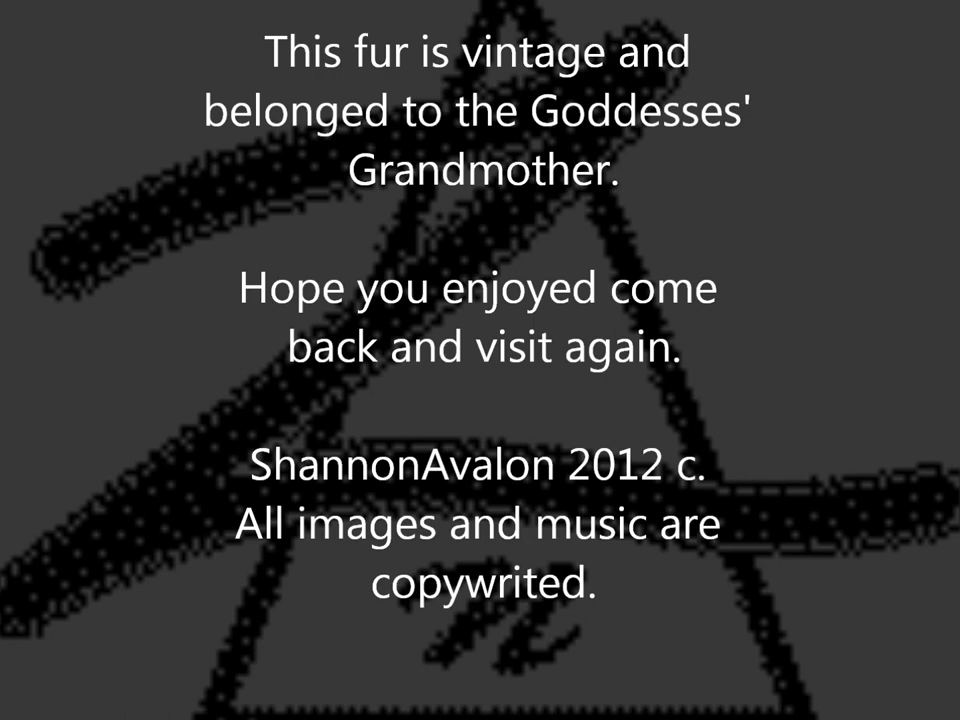 This fur is vintage and
belonged to the Goddesses'
Grandmother.
Hope you enjoyed come
back and visit again.
ShannonAvalon 2012 c.
All images and music are
copywrited.